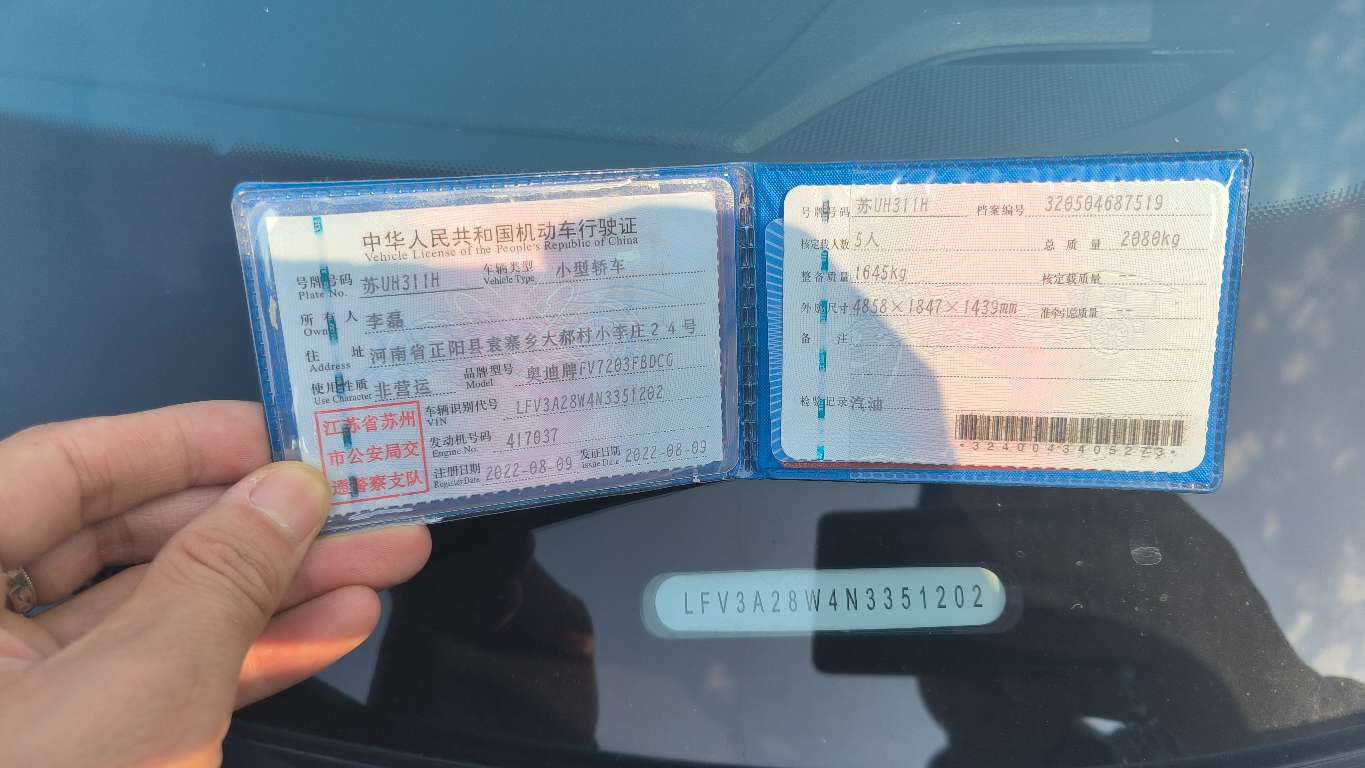 中华人民共和国机动车行驶证
Vehicle License of the People's Republic of China
号牌号码 苏UH311H 车辆类型 小型轿车
Plate No. Vehicle Type
所有人 李磊
Owner
住址 河南省正阳县袁寨乡大郝村小李庄24号
Address
使用性质 非营运 品牌型号 奥迪牌FV7203FBDCG
Use Character Model
江苏省苏州
市公安局交
通警察支队
车辆识别代号 LFV3A28W4N3351202
VIN
发动机号码 417037
Engine No.
注册日期 2022-08-09 发证日期 2022-08-09
Register Date Issue Date
号牌号码 苏UH311H 档案编号 320504687519
核定载人数 5人 总质量 2080kg
整备质量 1645kg 核定载质量 --
外廓尺寸 4858×1847×1439mm 准牵引总质量 --
备注
检验记录 汽油
*3240043405273*
LFV3A28W4N3351202